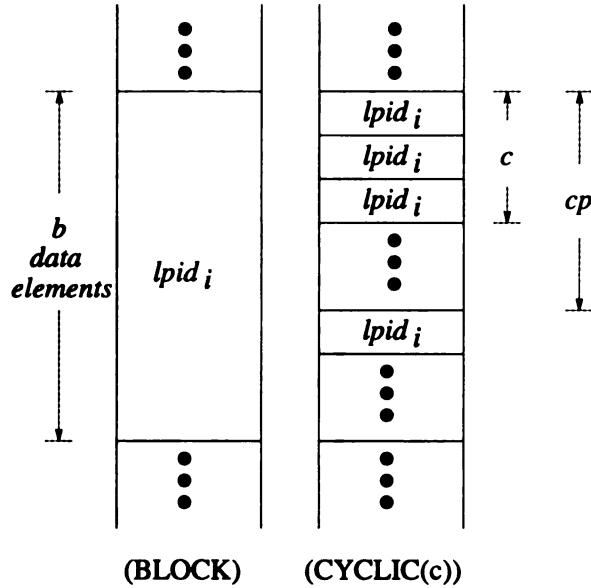 b
data
elements
lpid i
(BLOCK)
lpid i
lpid i
lpid i
lpid i
(CYCLIC(c))
c
cp